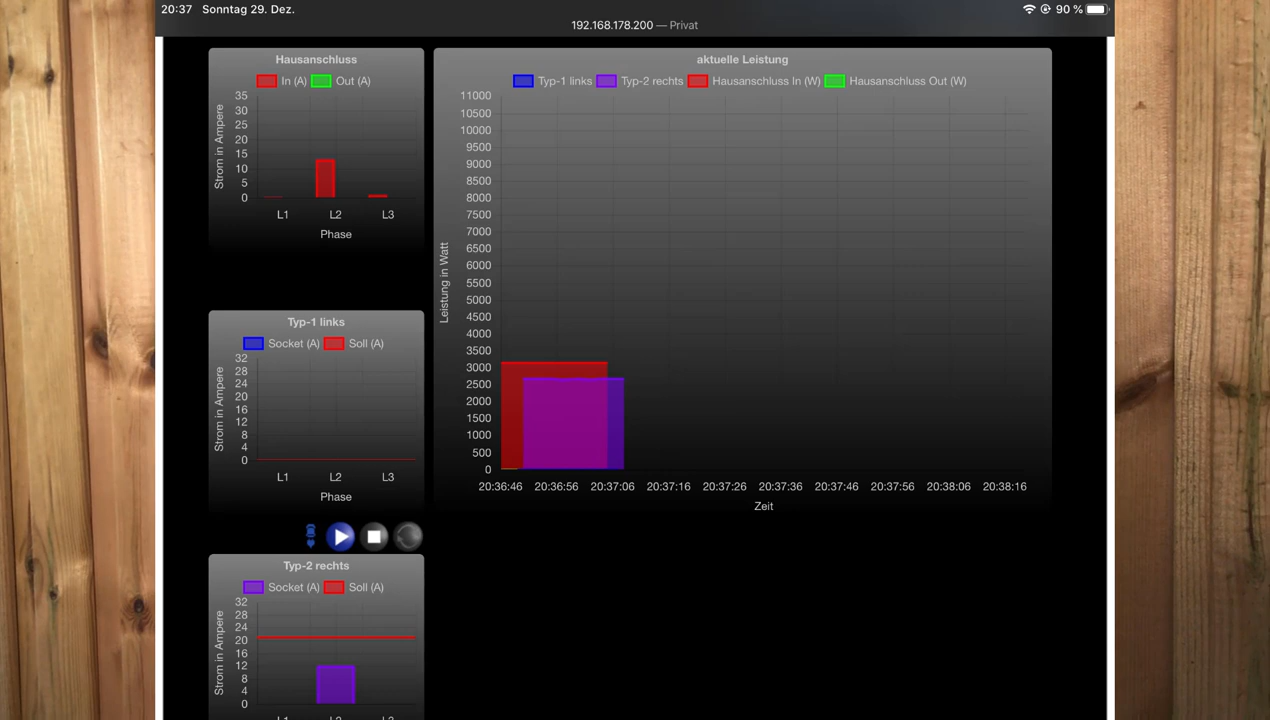 20:37 Sonntag 29. Dez.
90 %
192.168.178.200 — Privat
Hausanschluss
In (A) Out (A)
Strom in Ampere
35
30
25
20
15
10
5
0
L1 L2 L3
Phase
Typ-1 links
Socket (A) Soll (A)
Strom in Ampere
32
28
24
20
16
12
8
4
0
L1 L2 L3
Phase
Typ-2 rechts
Socket (A) Soll (A)
Strom in Ampere
32
28
24
20
16
12
8
4
0
L1 L2 L3
aktuelle Leistung
Typ-1 links Typ-2 rechts Hausanschluss In (W) Hausanschluss Out (W)
Leistung in Watt
11000
10500
10000
9500
9000
8500
8000
7500
7000
6500
6000
5500
5000
4500
4000
3500
3000
2500
2000
1500
1000
500
0
20:36:46 20:36:56 20:37:06 20:37:16 20:37:26 20:37:36 20:37:46 20:37:56 20:38:06 20:38:16
Zeit